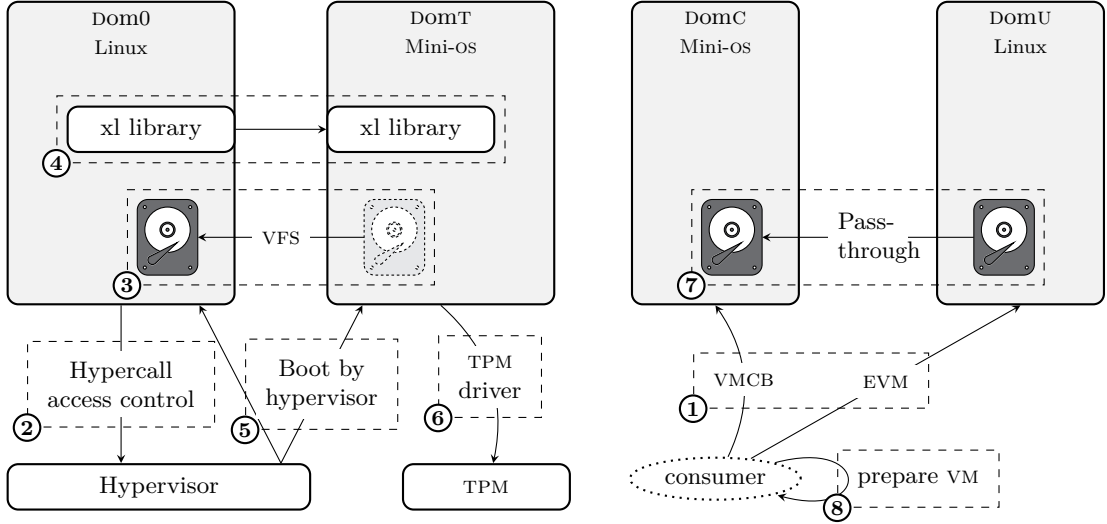 Dom0
Linux
DomT
Mini-OS
DomC
Mini-OS
DomU
Linux
xl library
xl library
4
VFS
3
Pass-
through
7
Hypercall
access control
2
Boot by
hypervisor
5
TPM
driver
6
VMCB
EVM
1
Hypervisor
TPM
consumer
prepare VM
8